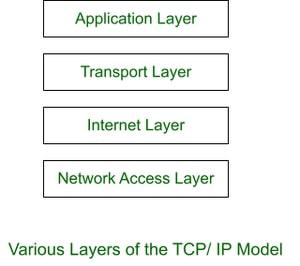 Application Layer
Transport Layer
Internet Layer
Network Access Layer
Various Layers of the TCP/ IP Model